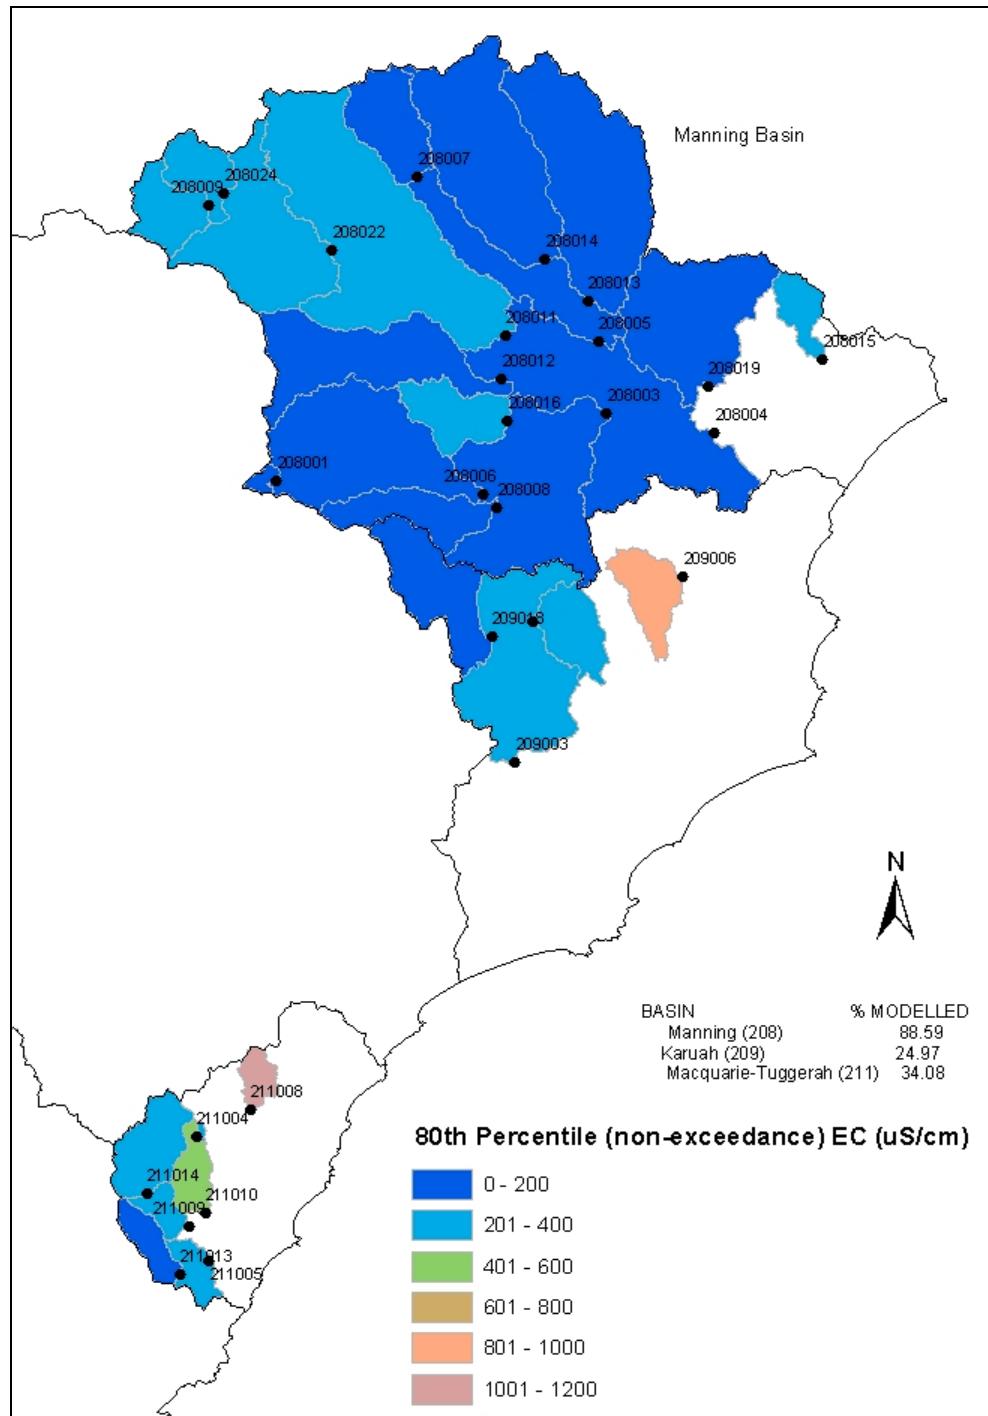 Manning Basin
208007
208024
208009
208022
208014
208013
208011
208005
208015
208012
208019
208003
208016
208004
208001
208006
208008
209006
209018
209003
N
BASIN % MODELLED
Manning (208) 88.59
Karuah (209) 24.97
Macquarie-Tuggerah (211) 34.08
211008
211004
80th Percentile (non-exceedance) EC (uS/cm)
211014
0 - 200
211010
211009
201 - 400
211013
401 - 600
211005
601 - 800
801 - 1000
1001 - 1200